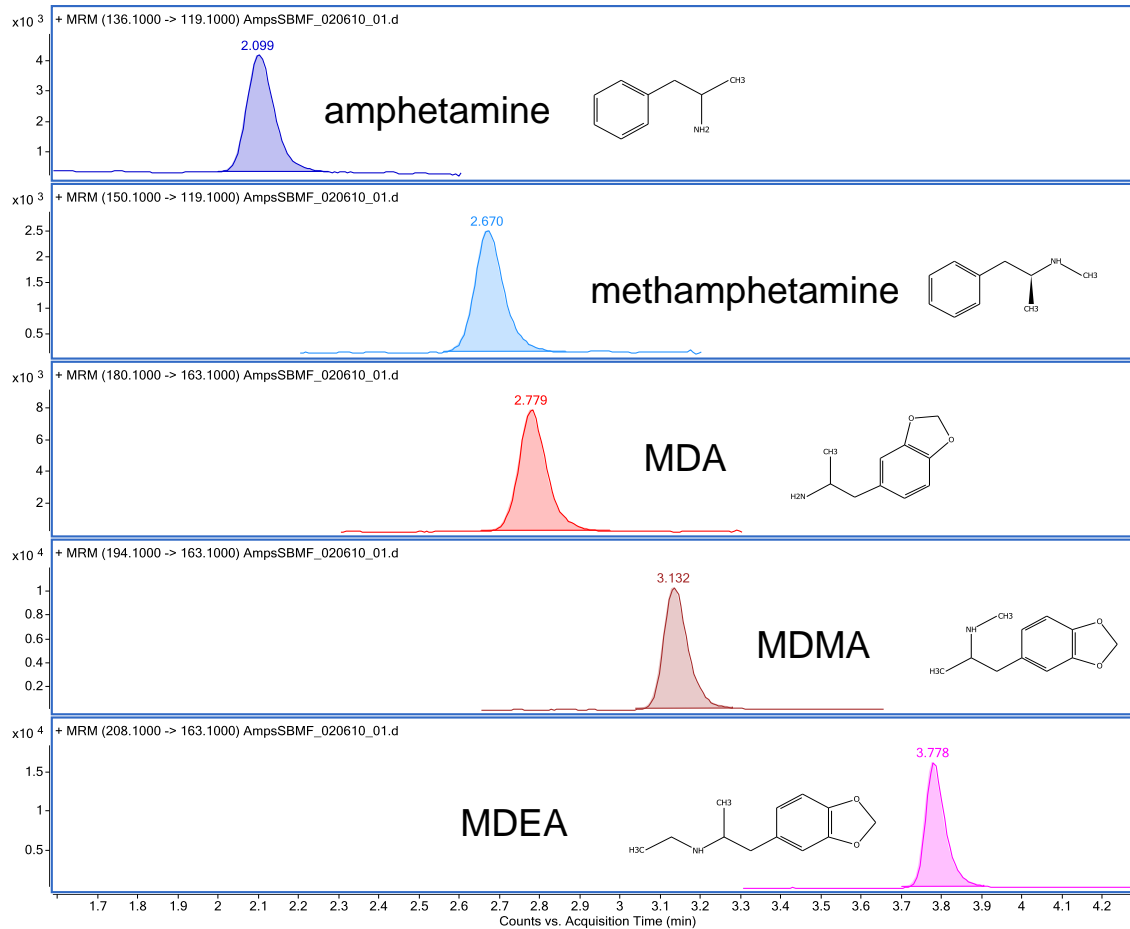 x10 3
+ MRM (136.1000 -> 119.1000) AmpsSBMF_020610_01.d
2.099
4
3
2
1
amphetamine
CH3
NH2
+ MRM (150.1000 -> 119.1000) AmpsSBMF_020610_01.d
2.670
2.5
2
1.5
1
0.5
methamphetamine
NH
CH3
CH3
x10 3
+ MRM (180.1000 -> 163.1000) AmpsSBMF_020610_01.d
2.779
8
6
4
2
MDA
O
O
CH3
H2N
x10 4
+ MRM (194.1000 -> 163.1000) AmpsSBMF_020610_01.d
3.132
1
0.8
0.6
0.4
0.2
MDMA
NH
CH3
O
O
H3C
x10 4
+ MRM (208.1000 -> 163.1000) AmpsSBMF_020610_01.d
3.778
1.5
1
0.5
MDEA
CH3
O
O
H3C
NH
1.7 1.8 1.9 2 2.1 2.2 2.3 2.4 2.5 2.6 2.7 2.8 2.9 3 3.1 3.2 3.3 3.4 3.5 3.6 3.7 3.8 3.9 4 4.1 4.2
Counts vs. Acquisition Time (min)